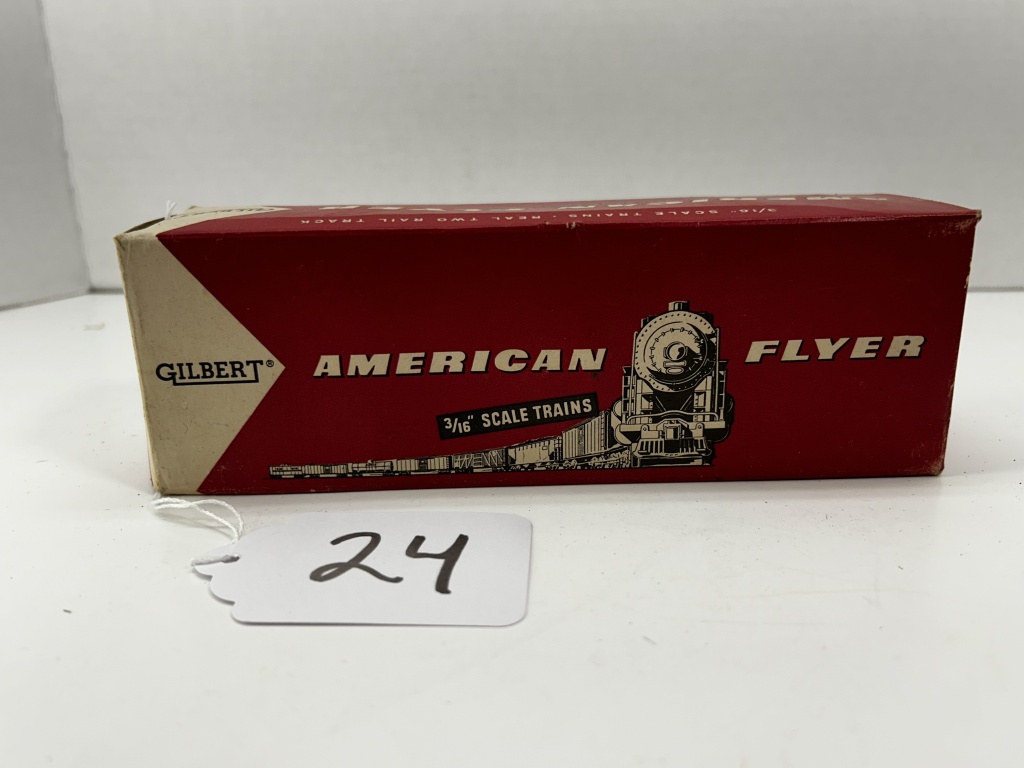 3/16" SCALE TRAINS • REAL TWO RAIL TRACK
GILBERT®
AMERICAN FLYER
3/16" SCALE TRAINS
24